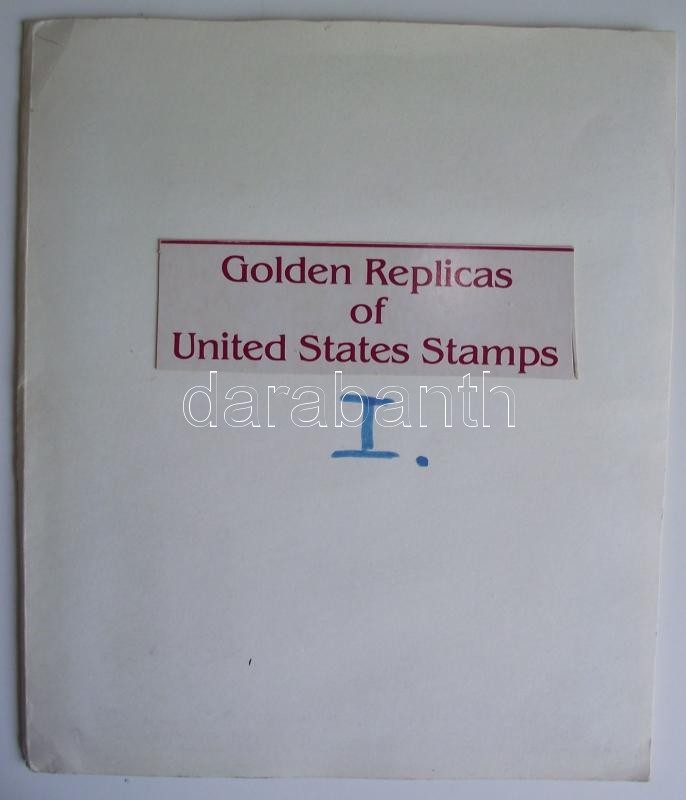 Golden Replicas
of
United States Stamps
darabanth
I.